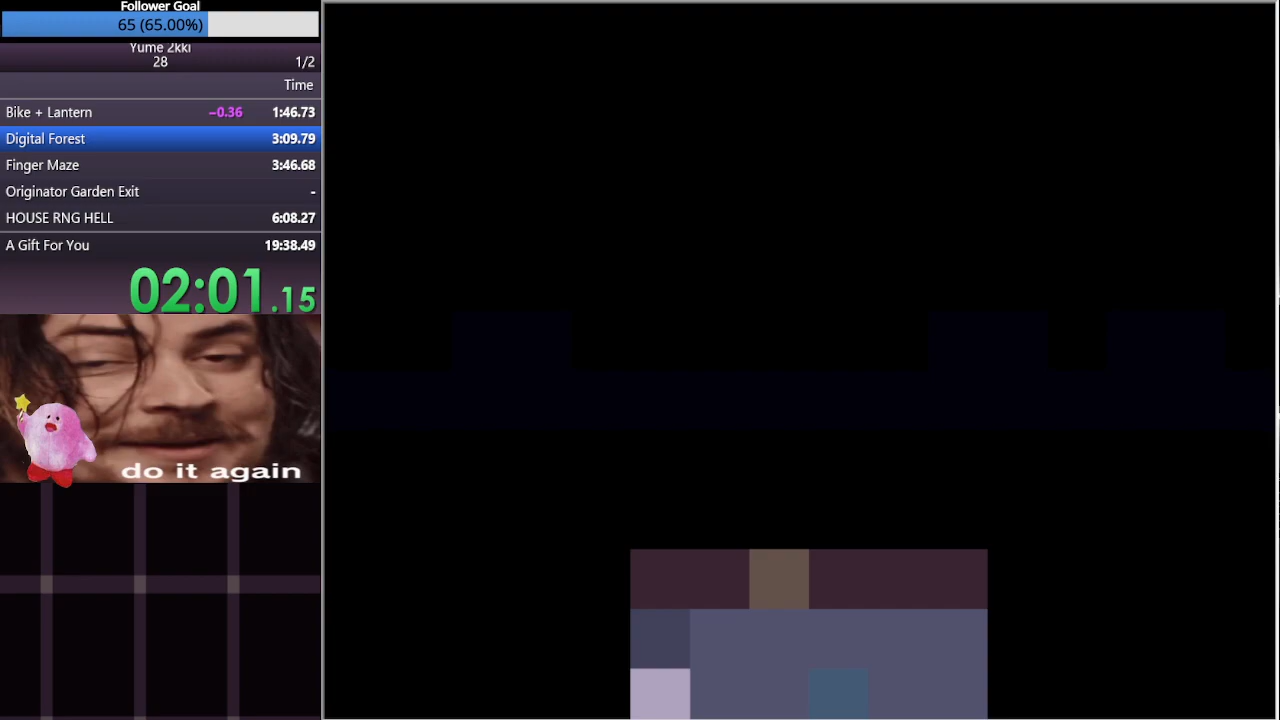 Follower Goal
65 (65.00%)
Yume 2kki
28 1/2
Time
Bike + Lantern −0.36 1:46.73
Digital Forest 3:09.79
Finger Maze 3:46.68
Originator Garden Exit -
HOUSE RNG HELL 6:08.27
A Gift For You 19:38.49
02:01.15
do it again